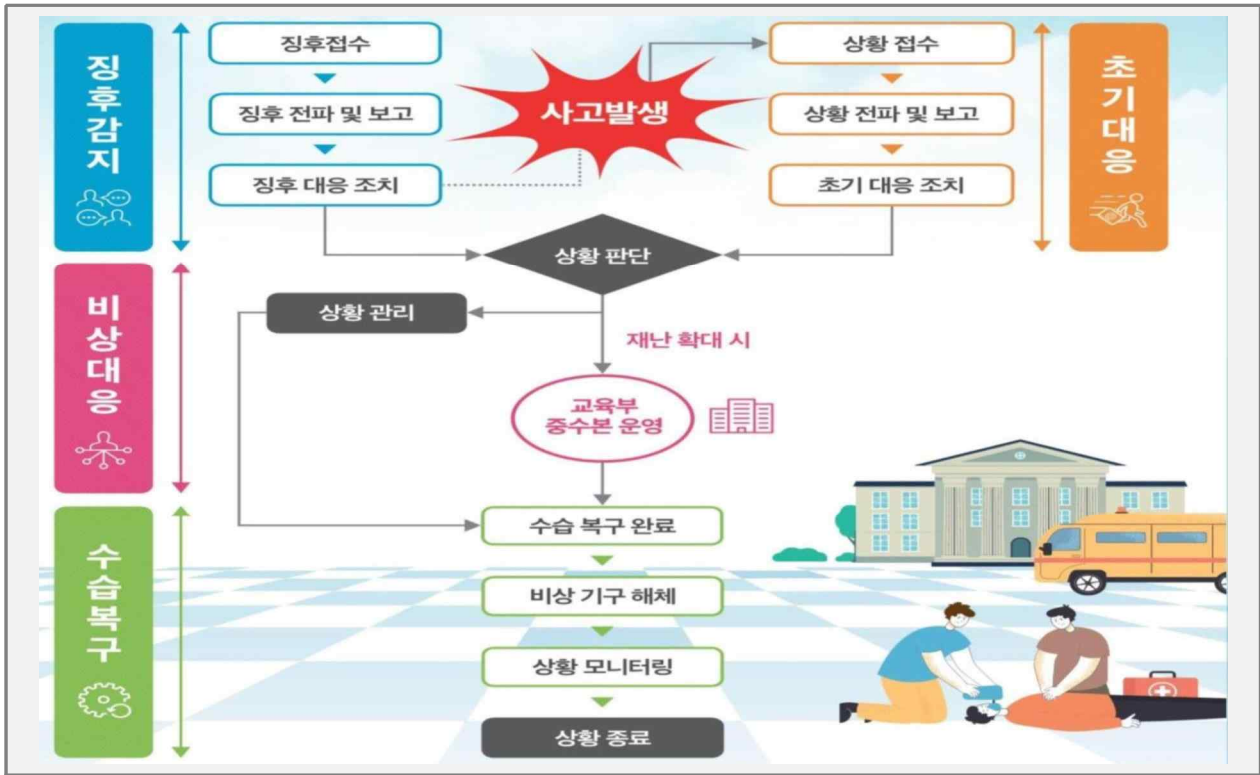 징후감지
징후접수
징후 전파 및 보고
징후 대응 조치
사고발생
상황 접수
상황 전파 및 보고
초기 대응 조치
초기대응
상황 판단
비상대응
상황 관리
재난 확대 시
교육부
중수본 운영
수습복구
수습 복구 완료
비상 기구 해체
상황 모니터링
상황 종료